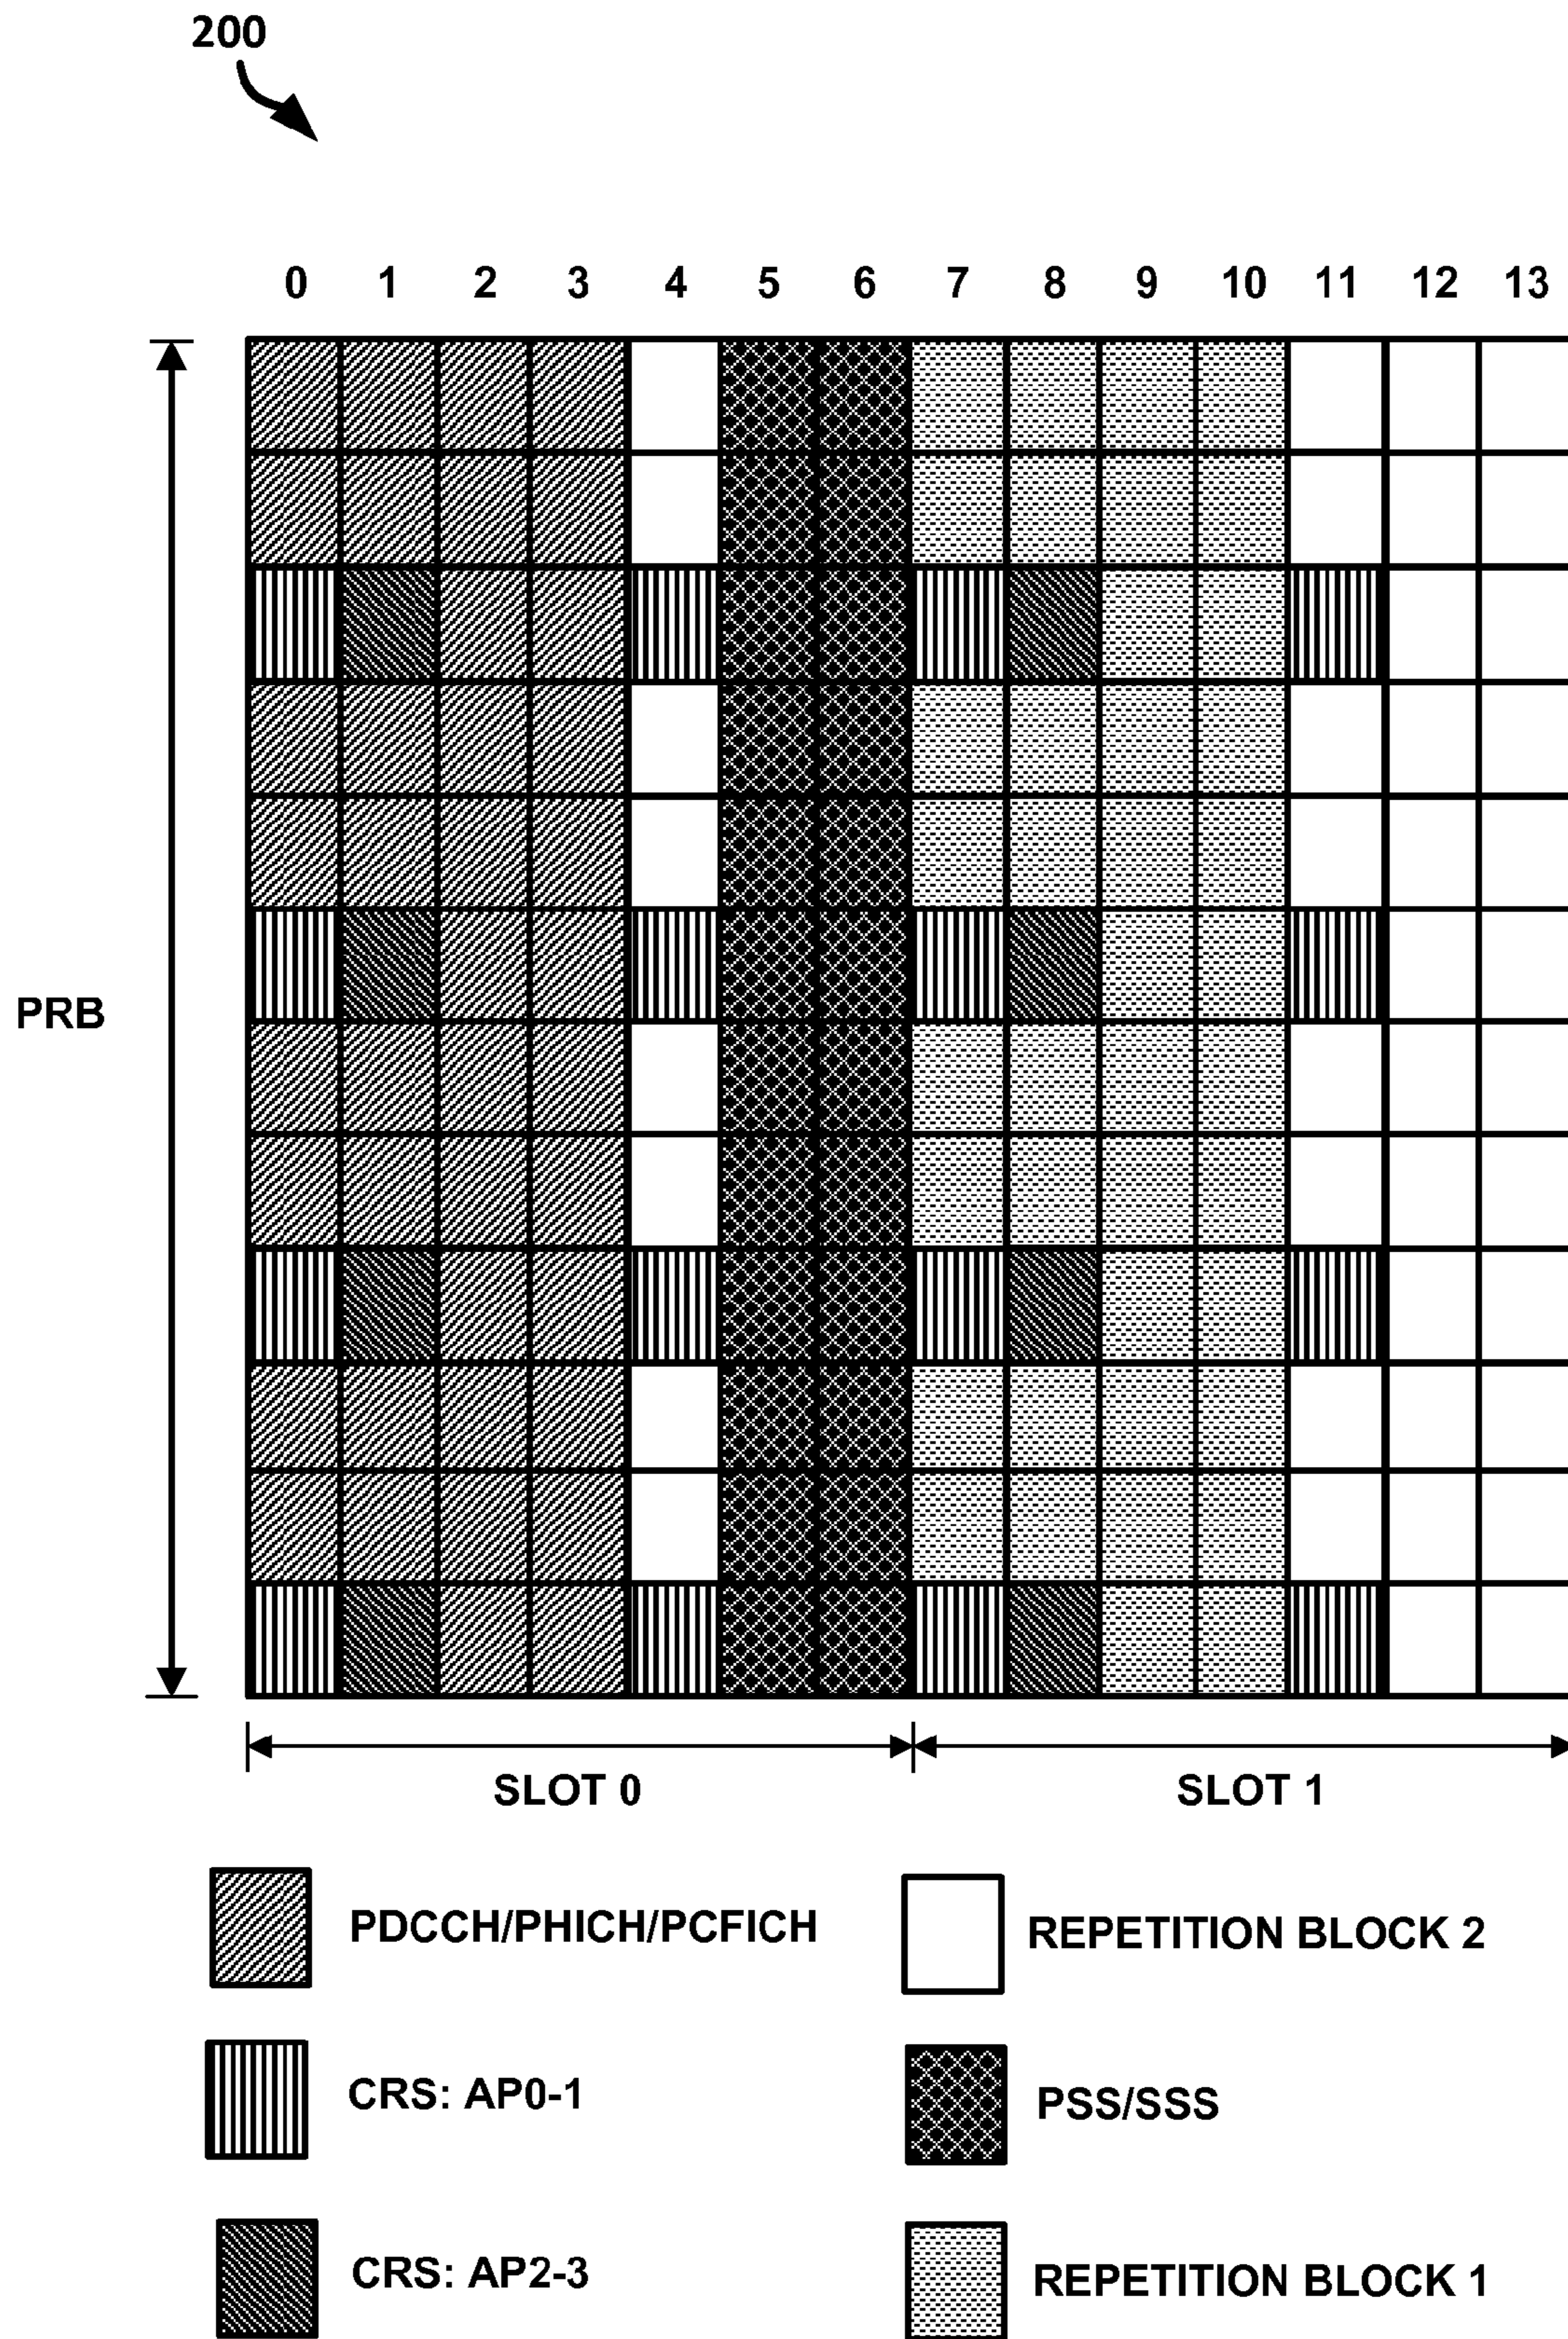 200
0 1 2 3 4 5 6 7 8 9 10 11 12 13
PRB
SLOT 0 SLOT 1
PDCCH/PHICH/PCFICH REPETITION BLOCK 2
CRS: AP0-1 PSS/SSS
CRS: AP2-3 REPETITION BLOCK 1